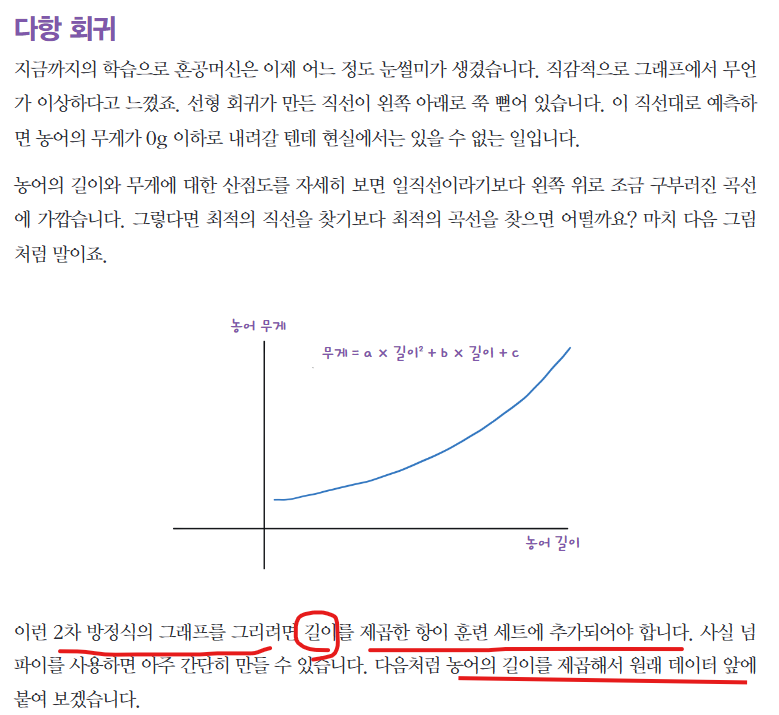 다항 회귀
지금까지의 학습으로 혼공머신은 이제 어느 정도 눈썰미가 생겼습니다. 직감적으로 그래프에서 무언
가 이상하다고 느꼈죠. 선형 회귀가 만든 직선이 왼쪽 아래로 쭉 뻗어 있습니다. 이 직선대로 예측하
면 농어의 무게가 0g 이하로 내려갈 텐데 현실에서는 있을 수 없는 일입니다.
농어의 길이와 무게에 대한 산점도를 자세히 보면 일직선이라기보다 왼쪽 위로 조금 구부러진 곡선
에 가깝습니다. 그렇다면 최적의 직선을 찾기보다 최적의 곡선을 찾으면 어떨까요? 마치 다음 그림
처럼 말이죠.
농어 무게
무게 = a × 길이² + b × 길이 + c
농어 길이
이런 2차 방정식의 그래프를 그리려면 길이를 제곱한 항이 훈련 세트에 추가되어야 합니다. 사실 넘
파이를 사용하면 아주 간단히 만들 수 있습니다. 다음처럼 농어의 길이를 제곱해서 원래 데이터 앞에
붙여 보겠습니다.